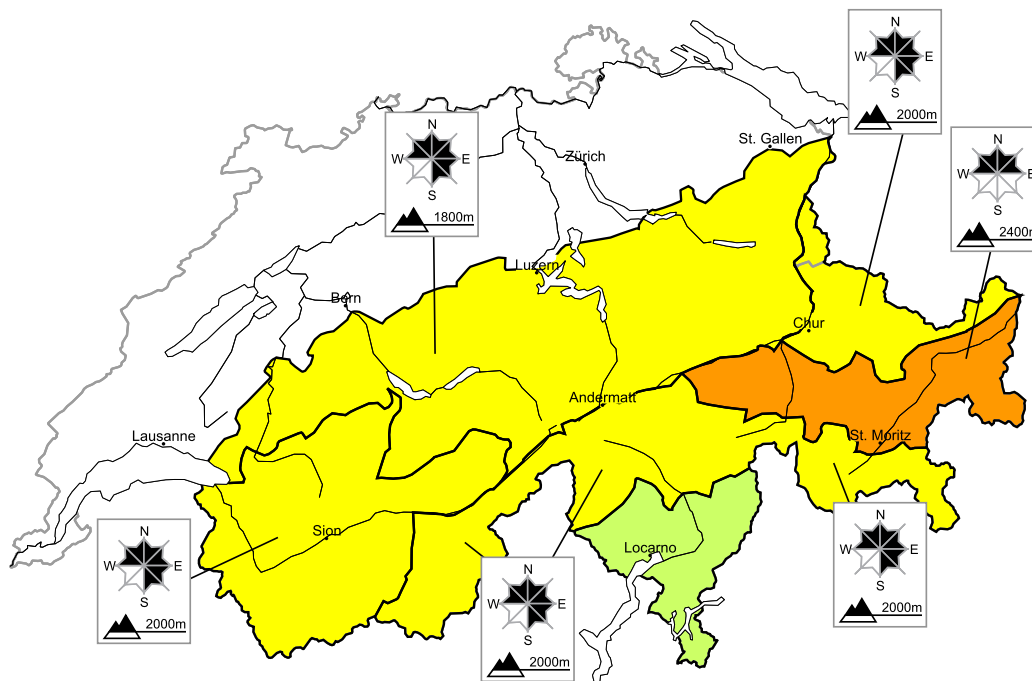 N
W E
S
2000m
N
W E
S
1800m
St. Gallen
Zürich
N
W E
S
2400m
Luzern
Bern
Chur
Andermatt
Lausanne
St. Moritz
Sion
Locarno
N
W E
S
2000m
N
W E
S
2000m
N
W E
S
2000m